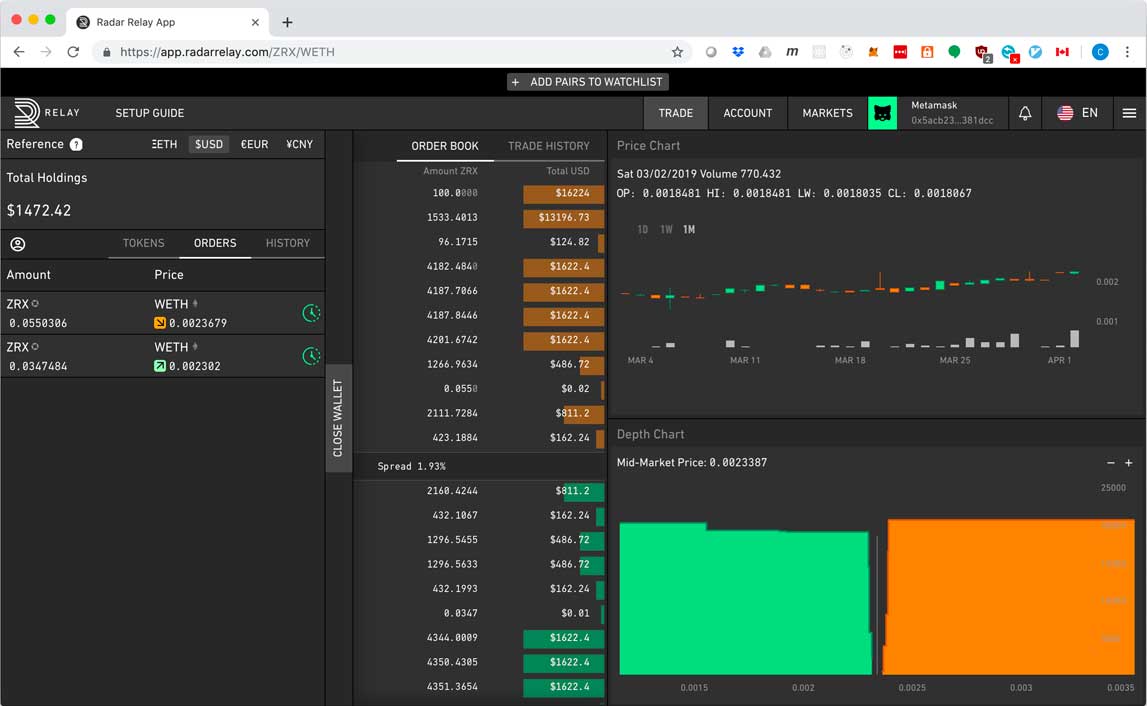 Radar Relay App
https://app.radarrelay.com/ZRX/WETH
+ ADD PAIRS TO WATCHLIST
RELAY SETUP GUIDE TRADE ACCOUNT MARKETS Metamask 0x5acb23...381dcc EN
Reference ? ΞETH $USD €EUR ¥CNY
Total Holdings
$1472.42
TOKENS ORDERS HISTORY
Amount Price
ZRX WETH
0.0550306 0.0023679
ZRX WETH
0.0347484 0.002302
CLOSE WALLET
ORDER BOOK TRADE HISTORY
Amount ZRX Total USD
100.0000 $16224
1533.4013 $13196.73
96.1715 $124.82
4182.4840 $1622.4
4187.7066 $1622.4
4187.8446 $1622.4
4201.6742 $1622.4
1266.9634 $486.72
0.0550 $0.02
2111.7284 $811.2
423.1884 $162.24
Spread 1.93%
2160.4244 $811.2
432.1067 $162.24
1296.5455 $486.72
1296.5633 $486.72
432.1993 $162.24
0.0347 $0.01
4344.0009 $1622.4
4350.4305 $1622.4
4351.3654 $1622.4
Price Chart
Sat 03/02/2019 Volume 770.432
OP: 0.0018481 HI: 0.0018481 LW: 0.0018035 CL: 0.0018067
1D 1W 1M
0.002
0.001
MAR 4 MAR 11 MAR 18 MAR 25 APR 1
Depth Chart
Mid-Market Price: 0.0023387 − +
25000
0.0015 0.002 0.0025 0.003 0.0035